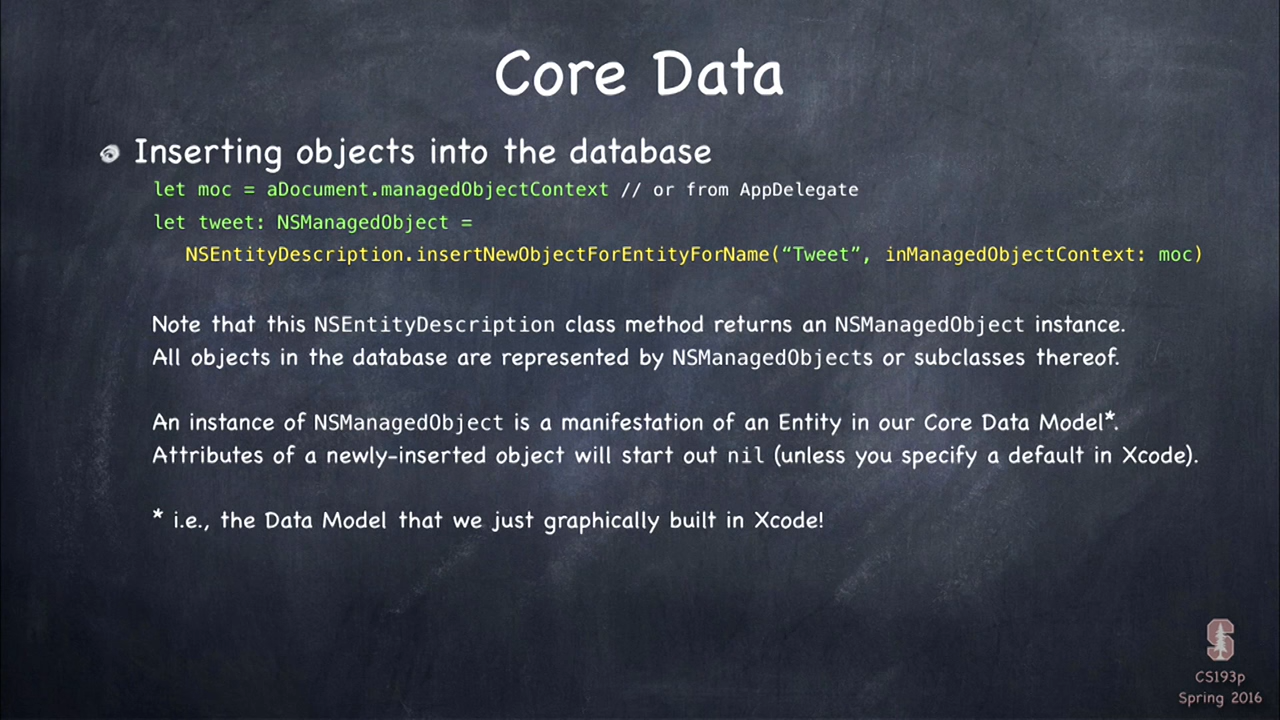 Core Data
Inserting objects into the database
let moc = aDocument.managedObjectContext // or from AppDelegate
let tweet: NSManagedObject =
NSEntityDescription.insertNewObjectForEntityForName(“Tweet”, inManagedObjectContext: moc)
Note that this NSEntityDescription class method returns an NSManagedObject instance.
All objects in the database are represented by NSManagedObjects or subclasses thereof.
An instance of NSManagedObject is a manifestation of an Entity in our Core Data Model*.
Attributes of a newly-inserted object will start out nil (unless you specify a default in Xcode).
* i.e., the Data Model that we just graphically built in Xcode!
S
CS193p
Spring 2016